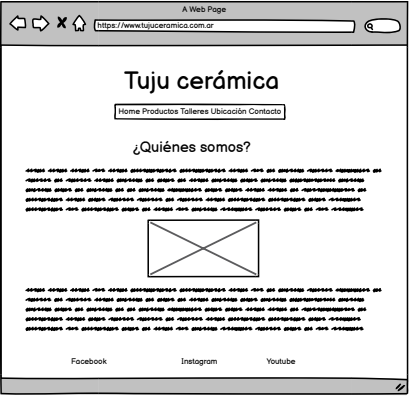 A Web Page
https://www.tujuceramica.com.ar
Tuju cerámica
Home Productos Talleres Ubicación Contacto
¿Quiénes somos?
Facebook Instagram Youtube